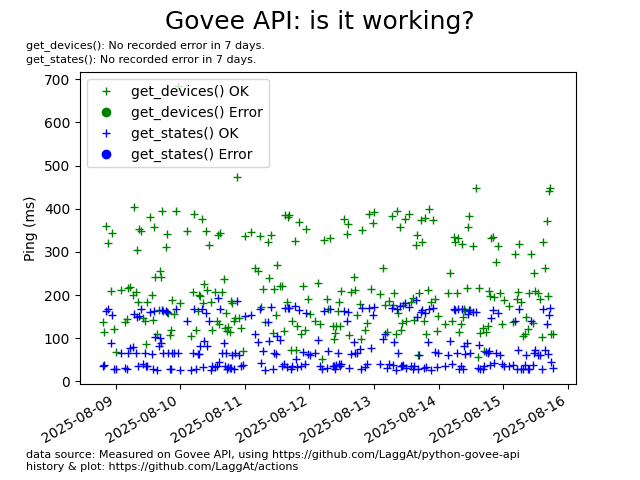 Govee API: is it working?
get_devices(): No recorded error in 7 days.
get_states(): No recorded error in 7 days.
get_devices() OK
get_devices() Error
get_states() OK
get_states() Error
Ping (ms)
700
600
500
400
300
200
100
0
2025-08-09
2025-08-10
2025-08-11
2025-08-12
2025-08-13
2025-08-14
2025-08-15
2025-08-16
data source: Measured on Govee API, using https://github.com/LaggAt/python-govee-api
history & plot: https://github.com/LaggAt/actions